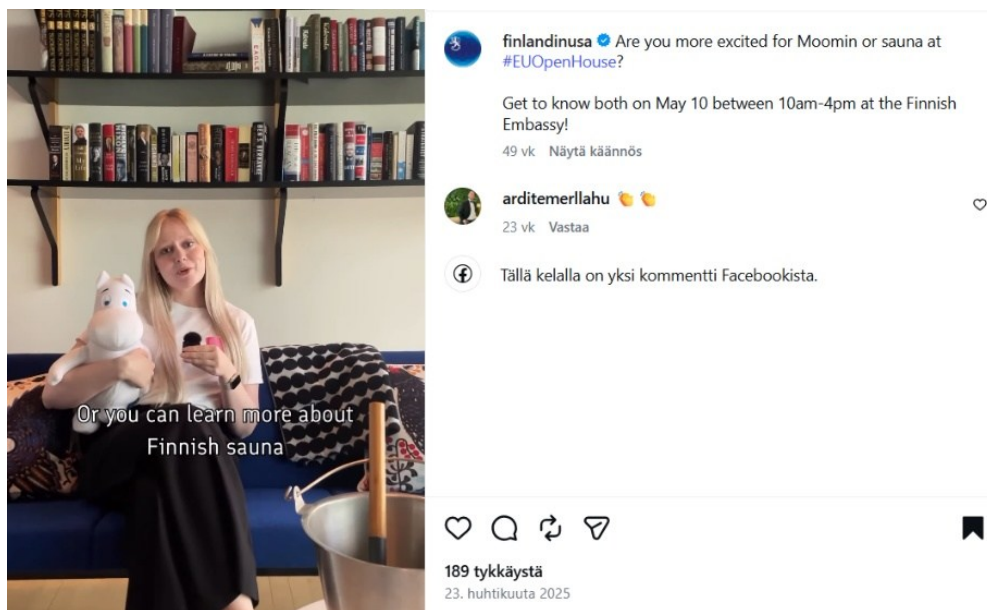 EAGLE
Or you can learn more about
Finnish sauna
finlandinusa Are you more excited for Moomin or sauna at
#EUOpenHouse?
Get to know both on May 10 between 10am-4pm at the Finnish
Embassy!
49 vk Näytä käännös
arditemerllahu 👏 👏
23 vk Vastaa
Tällä kelalla on yksi kommentti Facebookista.
189 tykkäystä
23. huhtikuuta 2025